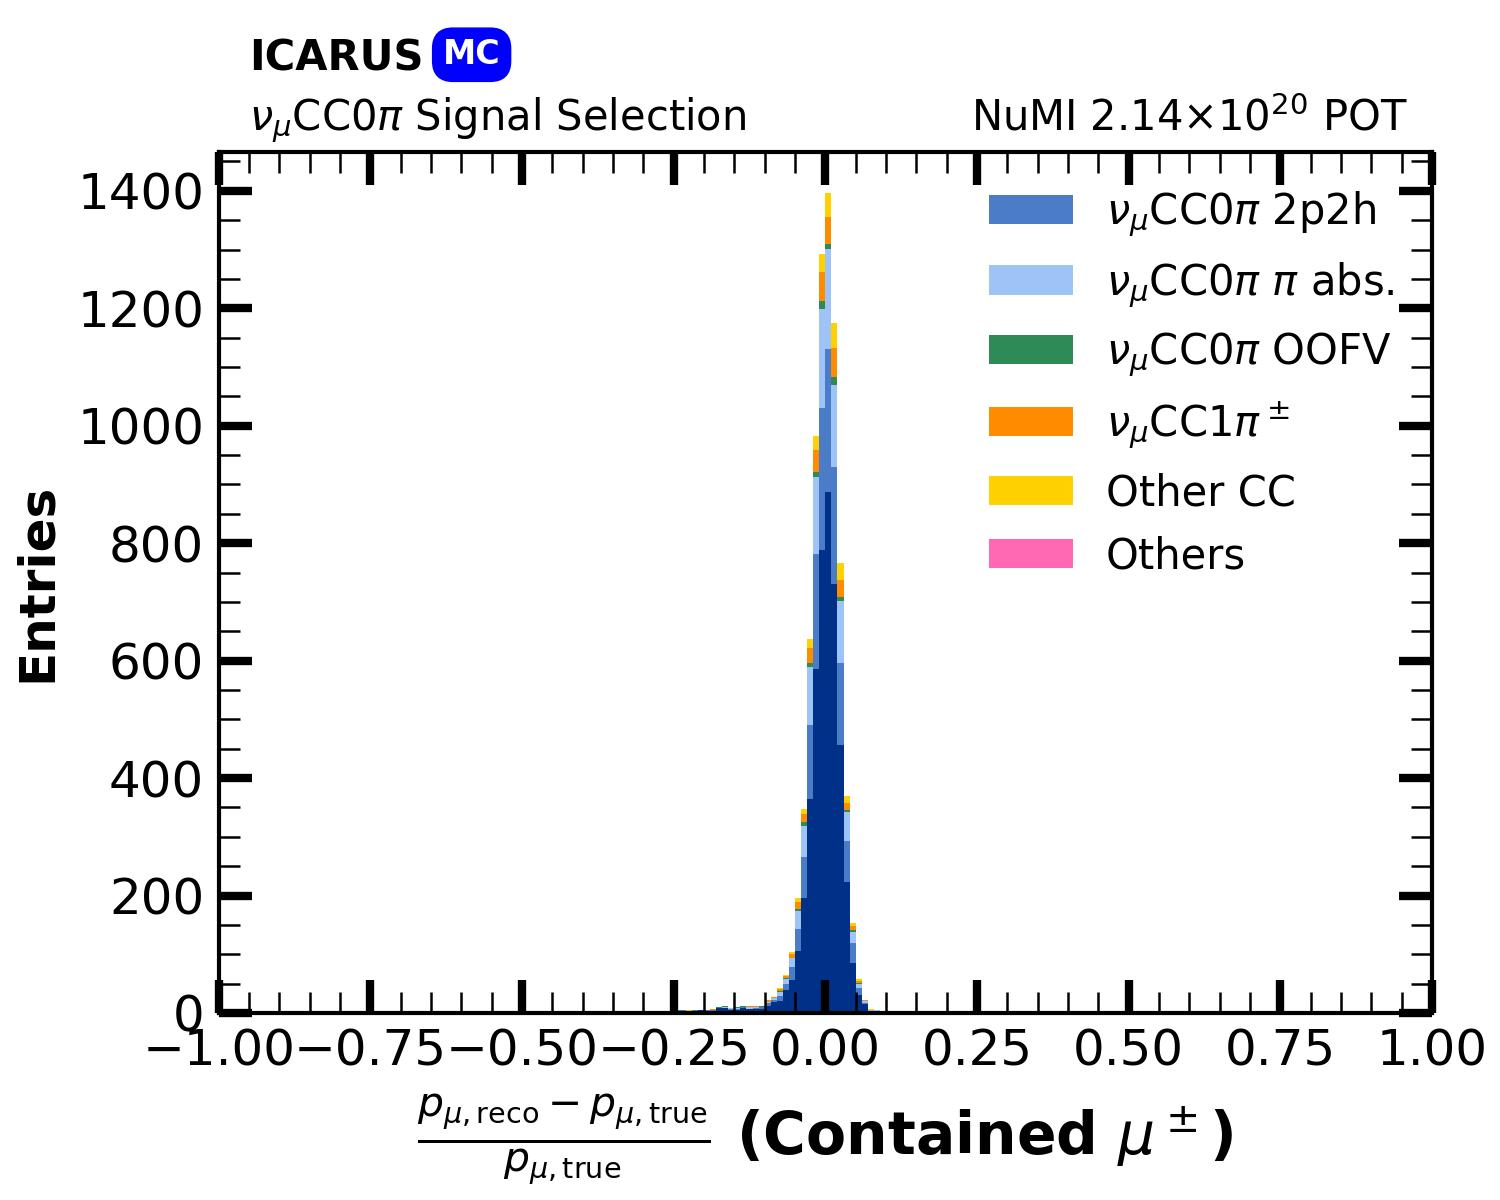 ICARUS MC
νμCC0π Signal Selection NuMI 2.14×10²⁰ POT
1400
1200
1000
800
600
400
200
0
Entries
νμCC0π 2p2h
νμCC0π π abs.
νμCC0π OOFV
νμCC1π±
Other CC
Others
−1.00 −0.75 −0.50 −0.25 0.00 0.25 0.50 0.75 1.00
pμ,reco − pμ,true
pμ,true
(Contained μ±)